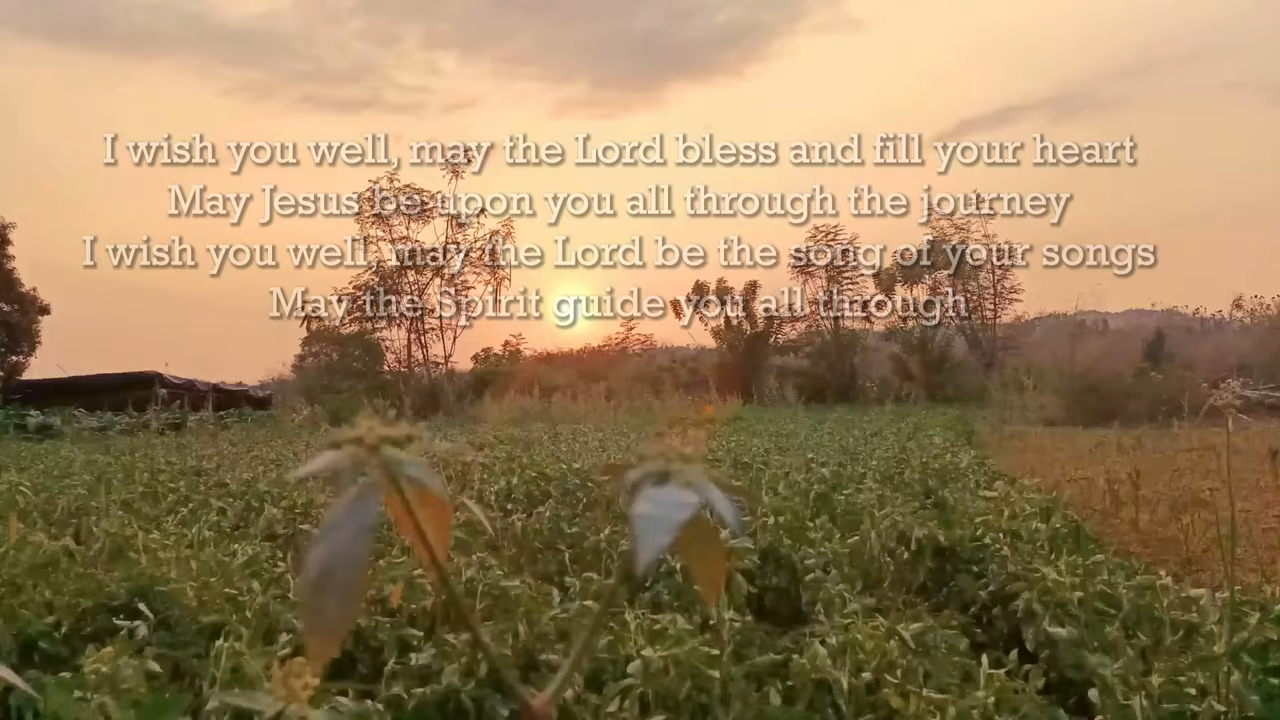 I wish you well, may the Lord bless and fill your heart
May Jesus be upon you all through the journey
I wish you well, may the Lord be the song of your songs
May the Spirit guide you all through